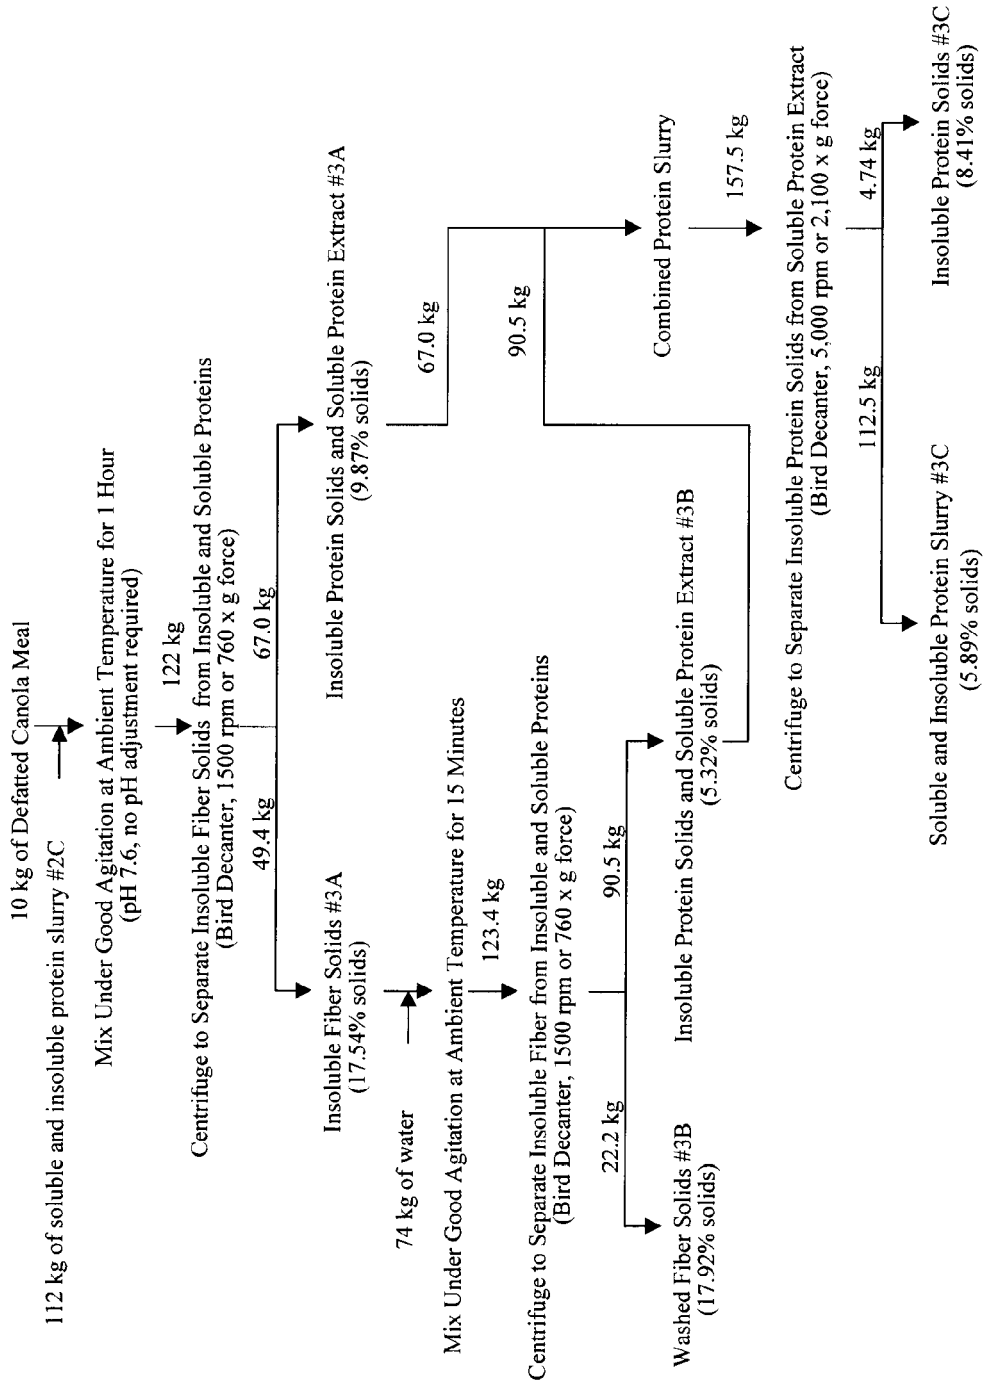 10 kg of Defatted Canola Meal
112 kg of soluble and insoluble protein slurry #2C
Mix Under Good Agitation at Ambient Temperature for 1 Hour
(pH 7.6, no pH adjustment required)
122 kg
Centrifuge to Separate Insoluble Fiber Solids from Insoluble and Soluble Proteins
(Bird Decanter, 1500 rpm or 760 x g force)
49.4 kg
67.0 kg
Insoluble Fiber Solids #3A
(17.54% solids)
Insoluble Protein Solids and Soluble Protein Extract #3A
(9.87% solids)
74 kg of water
67.0 kg
Mix Under Good Agitation at Ambient Temperature for 15 Minutes
123.4 kg
90.5 kg
Centrifuge to Separate Insoluble Fiber from Insoluble and Soluble Proteins
(Bird Decanter, 1500 rpm or 760 x g force)
22.2 kg
90.5 kg
Washed Fiber Solids #3B
(17.92% solids)
Insoluble Protein Solids and Soluble Protein Extract #3B
(5.32% solids)
Combined Protein Slurry
157.5 kg
Centrifuge to Separate Insoluble Protein Solids from Soluble Protein Extract
(Bird Decanter, 5,000 rpm or 2,100 x g force)
112.5 kg
4.74 kg
Soluble and Insoluble Protein Slurry #3C
(5.89% solids)
Insoluble Protein Solids #3C
(8.41% solids)